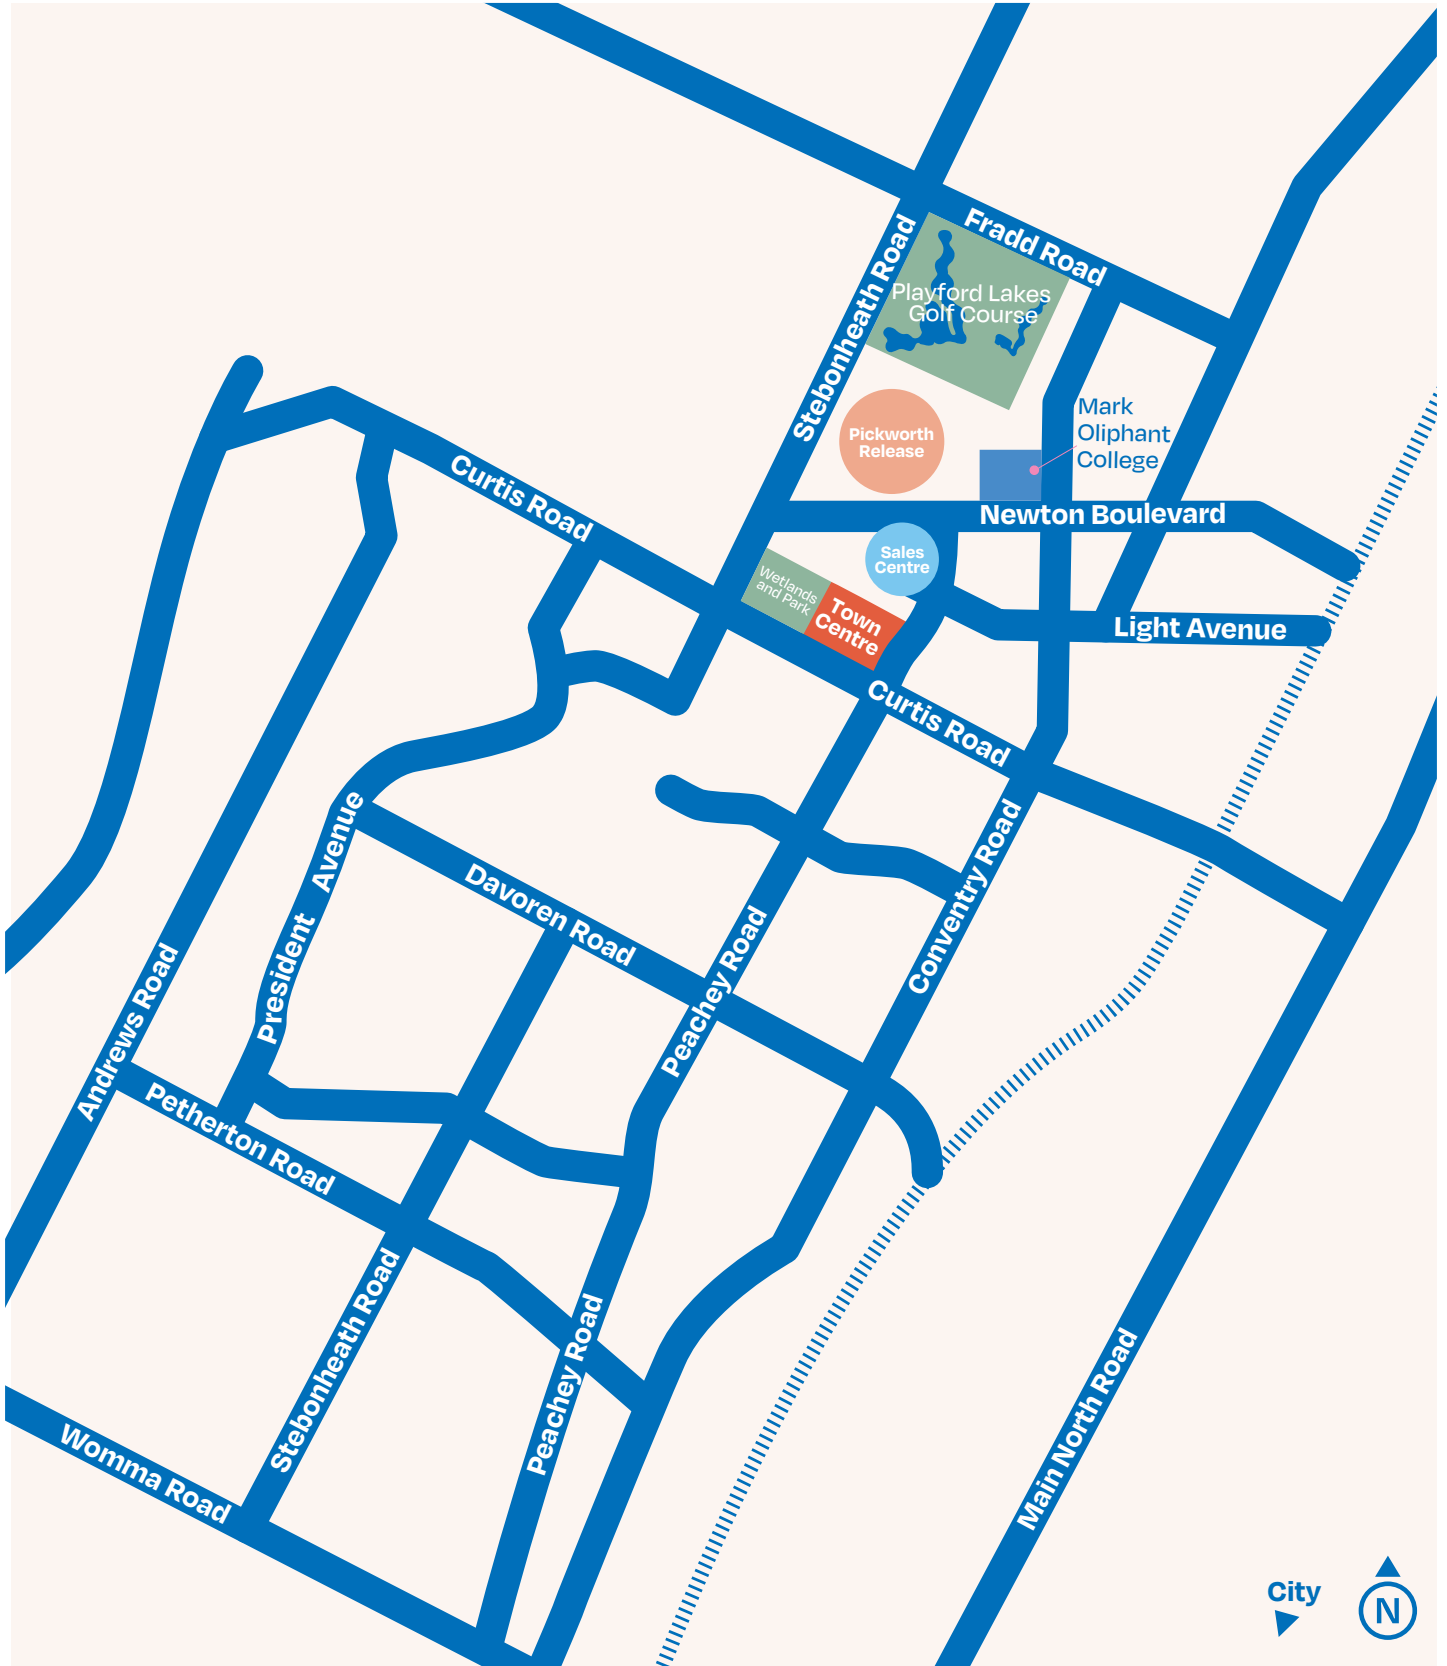 Fradd Road
Stebonheath Road
Playford Lakes
Golf Course
Mark
Oliphant
College
Pickworth
Release
Curtis Road
Newton Boulevard
Sales
Centre
Wetlands
and Park
Town
Centre
Light Avenue
Curtis Road
President Avenue
Davoren Road
Coventry Road
Peachey Road
Andrews Road
Petherton Road
Stebonheath Road
Peachey Road
Main North Road
Womma Road
City
N